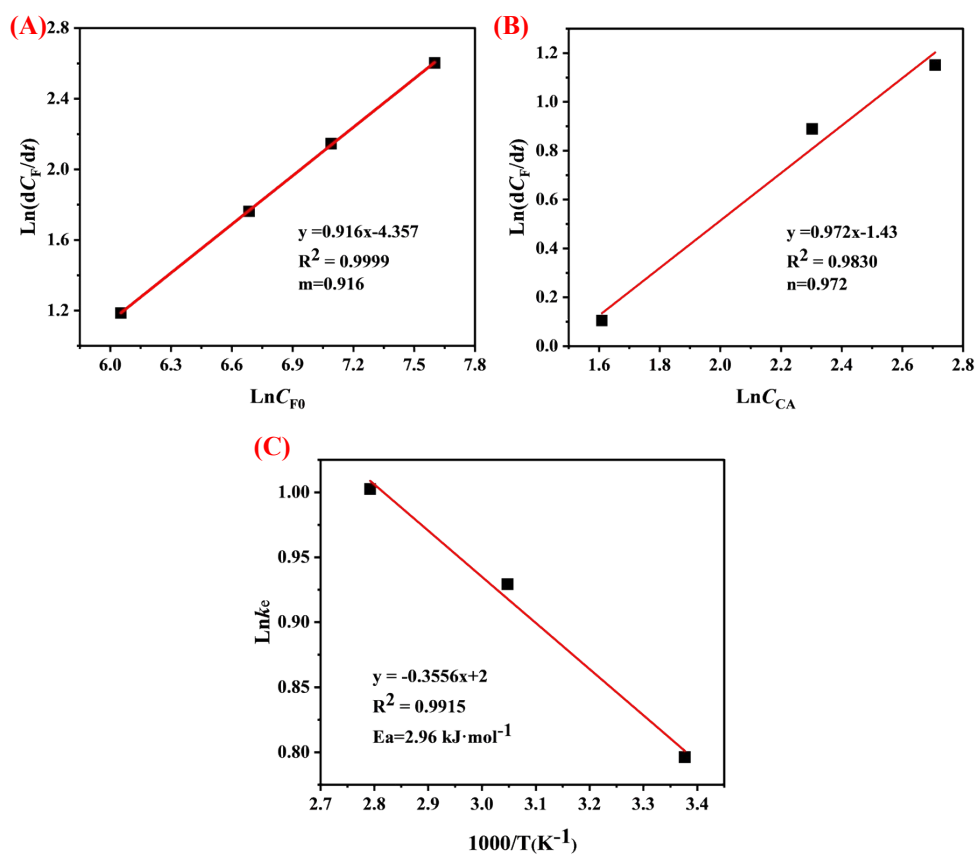 (A)
2.8
2.4
2.0
1.6
1.2
Ln(dCF/dt)
y =0.916x-4.357
R2 = 0.9999
m=0.916
6.0 6.3 6.6 6.9 7.2 7.5 7.8
LnCF0
(B)
1.2
1.0
0.8
0.6
0.4
0.2
0.0
Ln(dCF/dt)
y =0.972x-1.43
R2 = 0.9830
n=0.972
1.6 2.0 2.2 2.4 2.6 2.8
LnCCA
(C)
1.00
0.95
0.90
0.85
0.80
Lnke
y = -0.3556x+2
R2 = 0.9915
Ea=2.96 kJ·mol-1
2.7 2.8 2.9 3.0 3.1 3.2 3.3 3.4
1000/T(K-1)